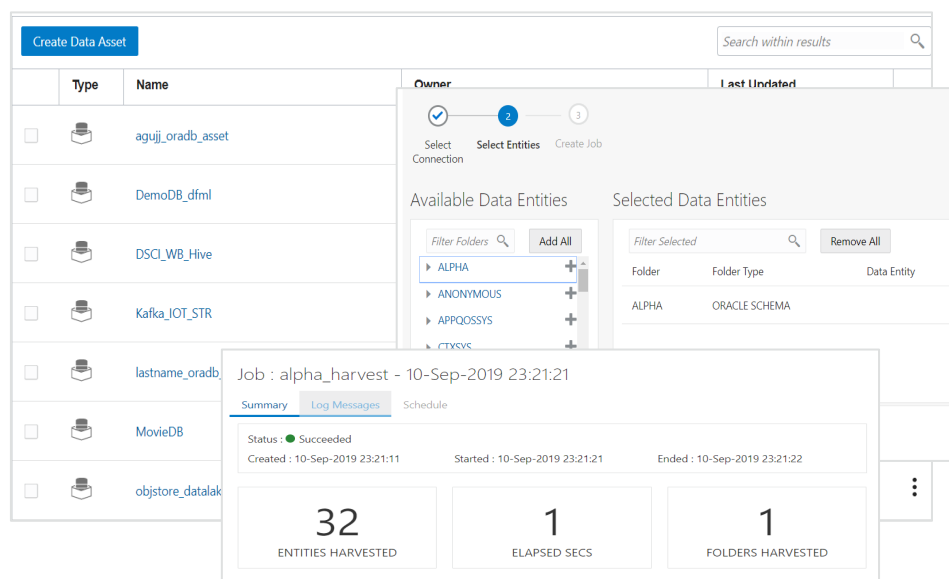 Create Data Asset
Search within results
Type Name Owner Last Updated
agujj_oradb_asset
DemoDB_dfml
DSCI_WB_Hive
Kafka_IOT_STR
lastname_oradb_
MovieDB
objstore_datalak
2 3
Select Connection
Select Entities
Create Job
Available Data Entities
Filter Folders Add All
ALPHA
ANONYMOUS
APPQOSSYS
CTXSYS
Selected Data Entities
Filter Selected Remove All
Folder Folder Type Data Entity
ALPHA ORACLE SCHEMA
Job : alpha_harvest - 10-Sep-2019 23:21:21
Summary Log Messages Schedule
Status : Succeeded
Created : 10-Sep-2019 23:21:11 Started : 10-Sep-2019 23:21:21 Ended : 10-Sep-2019 23:21:22
32 1 1
ENTITIES HARVESTED ELAPSED SECS FOLDERS HARVESTED